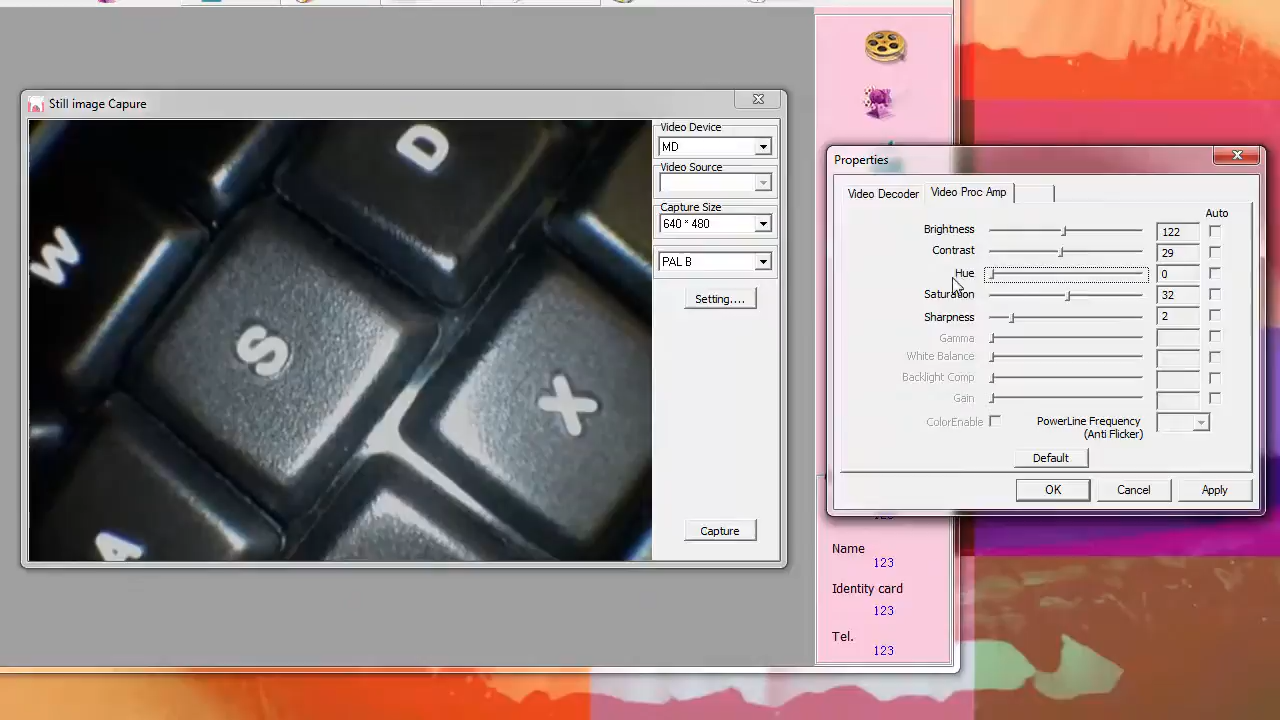 Still image Capure
Video Device
MD
Video Source
Capture Size
640 * 480
PAL B
Setting....
Capture
W
D
S
X
A
Properties
Video Decoder
Video Proc Amp
Auto
Brightness
122
Contrast
29
Hue
0
Saturation
32
Sharpness
2
Gamma
White Balance
Backlight Comp
Gain
ColorEnable
PowerLine Frequency
(Anti Flicker)
Default
OK
Cancel
Apply
Name
123
Identity card
123
Tel.
123